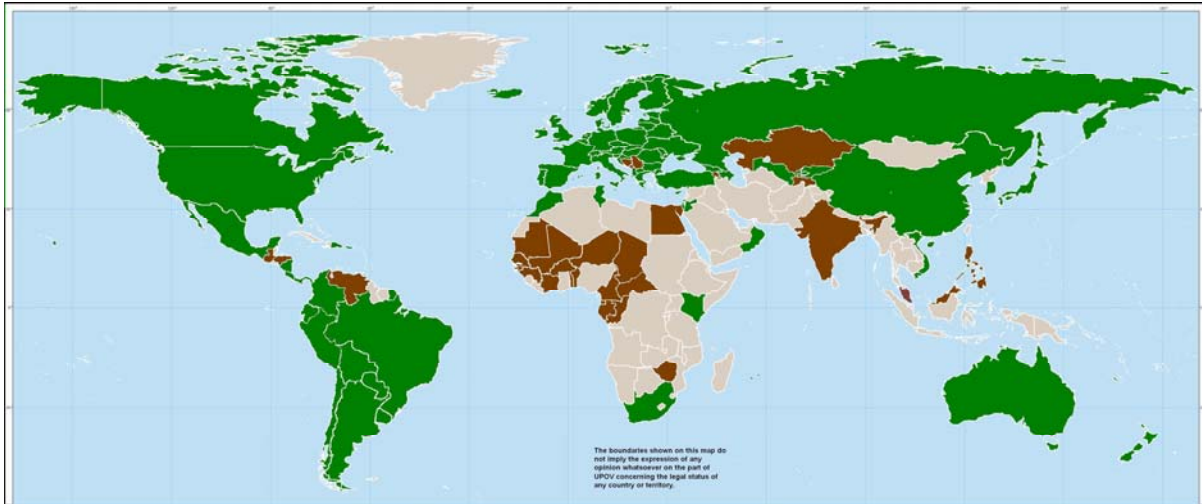 The boundaries shown on this map do
not imply the expression of any
opinion whatsoever on the part of
UPOV concerning the legal status of
any country or territory.